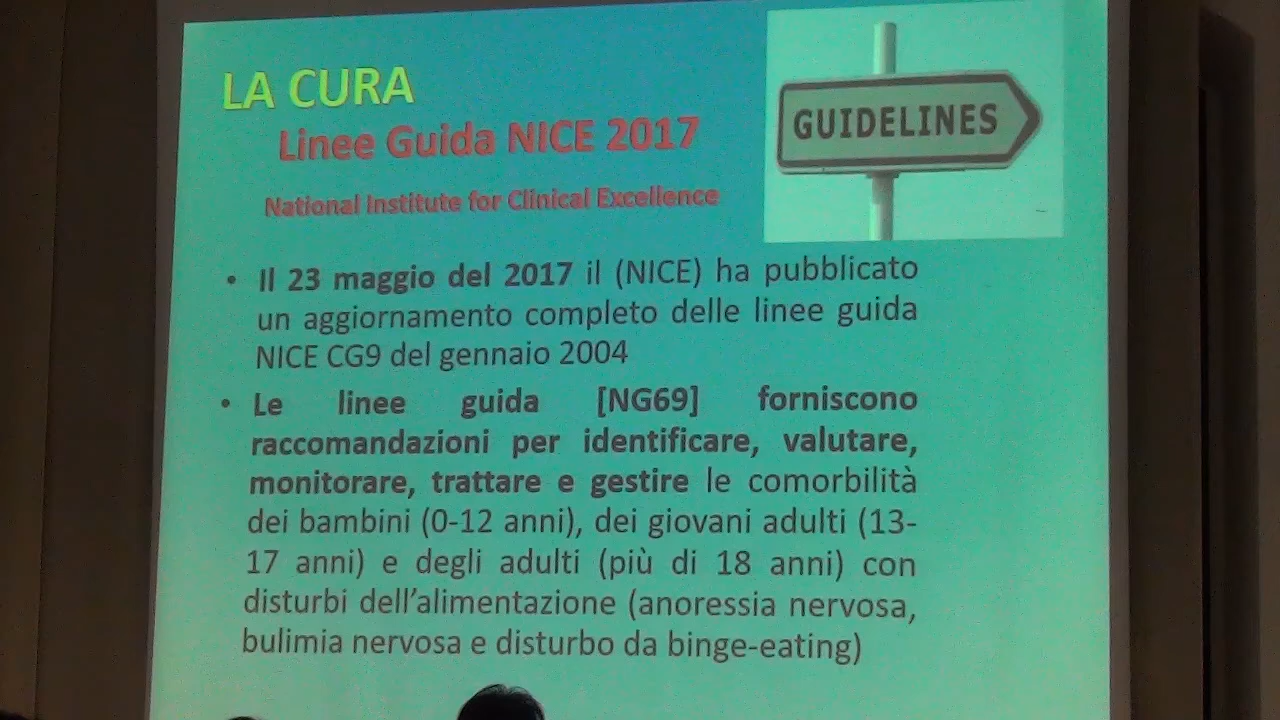 LA CURA
Linee Guida NICE 2017
National Institute for Clinical Excellence
GUIDELINES
• Il 23 maggio del 2017 il (NICE) ha pubblicato
un aggiornamento completo delle linee guida
NICE CG9 del gennaio 2004
• Le linee guida [NG69] forniscono
raccomandazioni per identificare, valutare,
monitorare, trattare e gestire le comorbilità
dei bambini (0-12 anni), dei giovani adulti (13-
17 anni) e degli adulti (più di 18 anni) con
disturbi dell’alimentazione (anoressia nervosa,
bulimia nervosa e disturbo da binge-eating)